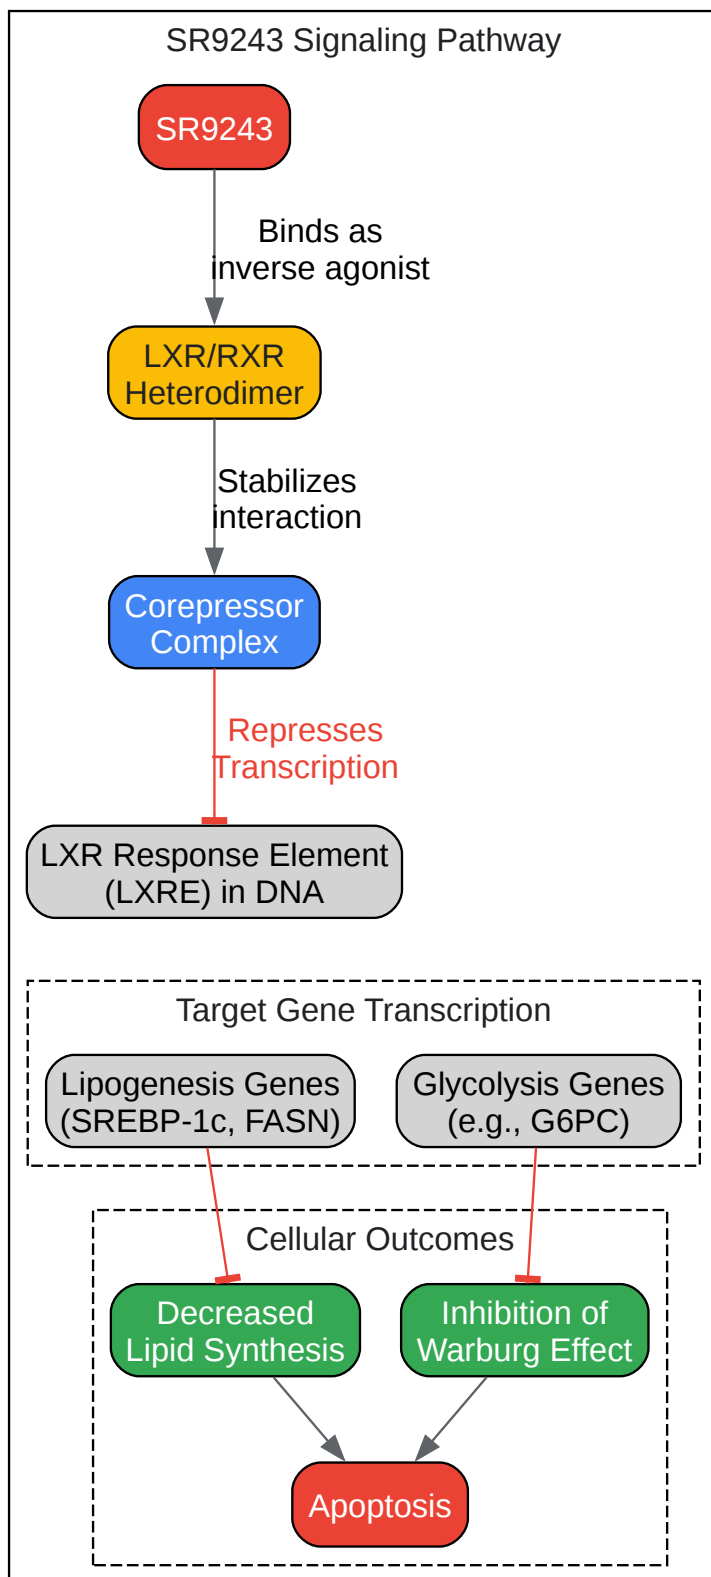 SR9243 Signaling Pathway
SR9243
Binds as
inverse agonist
LXR/RXR
Heterodimer
Stabilizes
interaction
Corepressor
Complex
Represses
Transcription
LXR Response Element
(LXRE) in DNA
Target Gene Transcription
Lipogenesis Genes
(SREBP-1c, FASN)
Glycolysis Genes
(e.g., G6PC)
Cellular Outcomes
Decreased
Lipid Synthesis
Inhibition of
Warburg Effect
Apoptosis